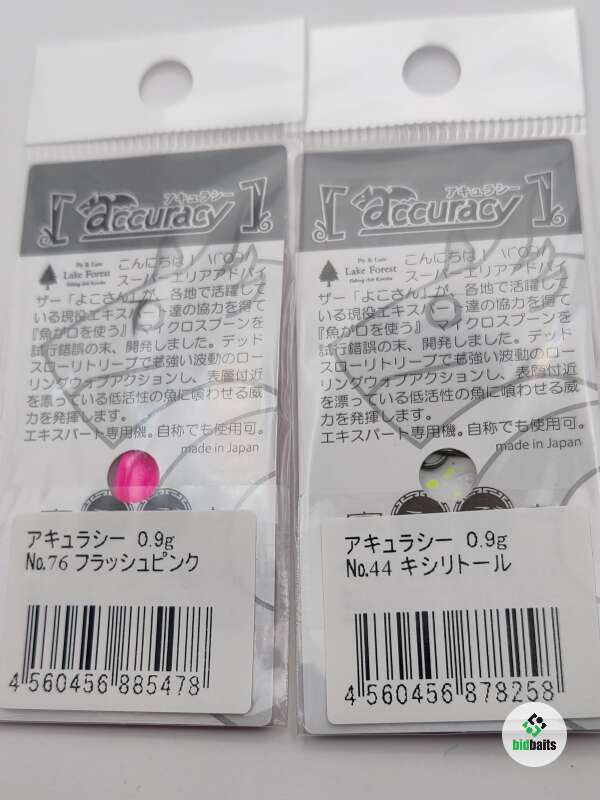 アキュラシー
accuracy
Fly & Lure
Lake Forest
こんにちは!
スーパーエリアアドバイ
ザー「よこさん」が、各地で活躍して
いる現役エキスパート達の協力を得て
『魚が口を使う』マイクロスプーンを
試行錯誤の末、開発しました。デッド
スローリトリーブでも強い波動のロー
リングウォブアクションし、表層付近
を漂っている低活性の魚に喰わせる威
力を発揮します。
エキスパート専用機。自称でも使用可。
made in Japan
アキュラシー 0.9g
No.76 フラッシュピンク
4 560456 885478
アキュラシー
accuracy
Fly & Lure
Lake Forest
こんにちは!
スーパーエリアアドバイ
ザー「よこさん」が、各地で活躍して
いる現役エキスパート達の協力を得て
『魚が口を使う』マイクロスプーンを
試行錯誤の末、開発しました。デッド
スローリトリーブでも強い波動のロー
リングウォブアクションし、表層付近
を漂っている低活性の魚に喰わせる威
力を発揮します。
エキスパート専用機。自称でも使用可。
made in Japan
アキュラシー 0.9g
No.44 キシリトール
4 560456 878258
bidbaits